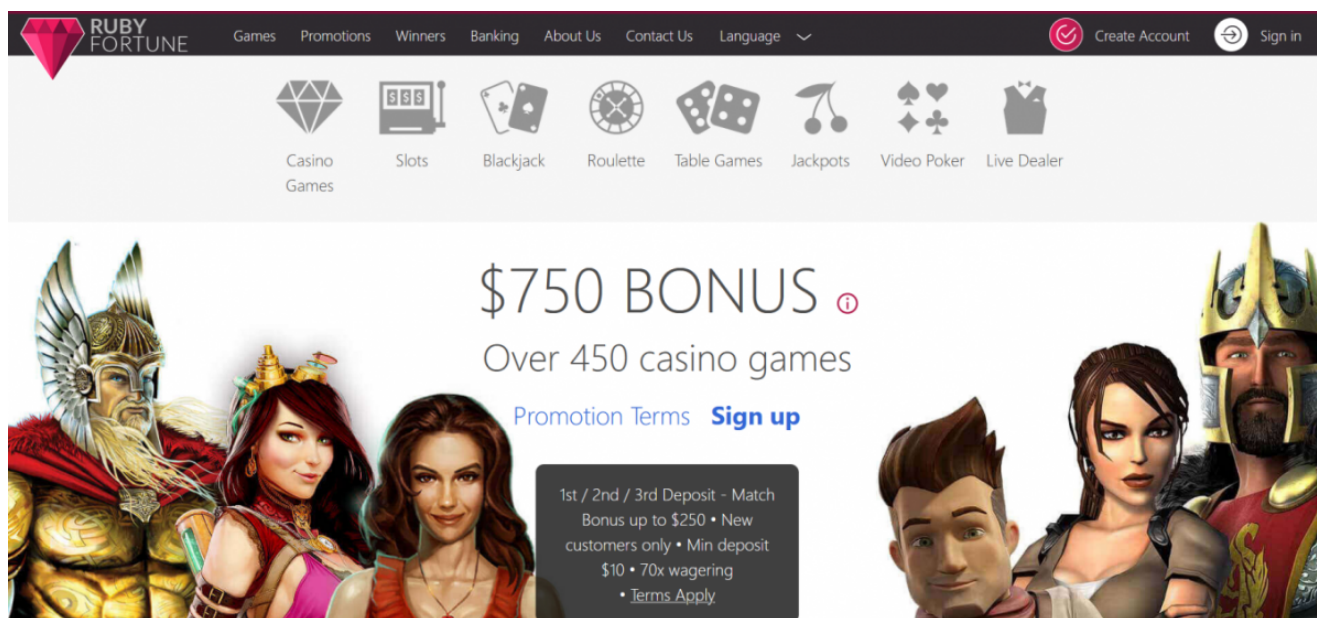 RUBY
FORTUNE
Games Promotions Winners Banking About Us Contact Us Language Create Account Sign in
$$$
Casino Games
Slots
Blackjack
Roulette
Table Games
Jackpots
Video Poker
Live Dealer
$750 BONUS
Over 450 casino games
Promotion Terms Sign up
1st / 2nd / 3rd Deposit - Match
Bonus up to $250 • New
customers only • Min deposit
$10 • 70x wagering
• Terms Apply